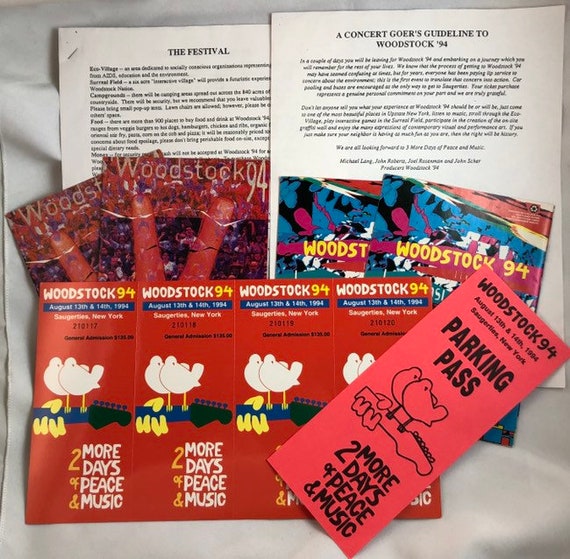 THE FESTIVAL
Eco-Village – an area dedicated to socially conscious organizations representing
from AIDS, education and the environment.
Surreal Field – a six acre "interactive village" will provide a futuristic experience
Woodstock Nation.
Campgrounds – there will be camping areas spread out across the 840 acres of
countryside. There will be security, but we recommend that you leave valuables
Please bring small pop-up tents. Lawn chairs are allowed, however, please be
others' space.
Food – there are more than 900 places to buy food and drink at Woodstock '94,
ranges from veggie burgers to hot dogs, hamburgers, chicken and ribs, organic
oriental stir fry, pasta, corn on the cob and pizza; it will be reasonably priced to
concerns about food spoilage, please don't bring perishable food on-site, except
special dietary needs.
Money – for security will not be accepted at Woodstock '94 for
A CONCERT GOER'S GUIDELINE TO
WOODSTOCK '94
In a couple of days you will be leaving for Woodstock '94 and embarking on a journey which you
will remember for the rest of your lives. We know that the process of getting to Woodstock '94
may have seemed confusing at times, but for years, everyone has been paying lip service to
concern about the environment; this is the first event to translate that concern into action. Car
pooling and buses are encouraged as the only way to get to Saugerties. Your ticket purchase
represents a genuine personal commitment on your part and we are truly grateful.
Don't let anyone tell you what your experience at Woodstock '94 should be or will be, just come
to one of the most beautiful places in Upstate New York, listen to music, stroll through the Eco-
Village, play interactive games in the Surreal Field, participate in the creation of the on-site
graffiti wall and enjoy the many expressions of contemporary visual and performance art. If you
just make sure your neighbor is having as much fun as you are, then the right will be history.
We are all looking forward to 3 More Days of Peace and Music.
Michael Lang, John Roberts, Joel Rosenman and John Scher
Producers Woodstock '94
Woodstock
Woodstock 94
WOODSTOCK
WOODSTOCK 94
WOODSTOCK94
August 13th & 14th, 1994
Saugerties, New York
210117
General Admission $135.00
2 MORE
DAYS
of PEACE
& MUSIC
WOODSTOCK94
August 13th & 14th, 1994
Saugerties, New York
210118
General Admission $135.00
2 MORE
DAYS
of PEACE
& MUSIC
WOODSTOCK94
August 13th & 14th, 1994
Saugerties, New York
210119
General Admission $135.00
2 MORE
DAYS
of
&
WOODSTOCK94
August 13th & 14th, 1994
Saugerties, New York
210120
General Admission
WOODSTOCK94
August 13th & 14th, 1994
Saugerties, New York
PARKING
PASS
2 MORE
DAYS
of PEACE
& MUSIC